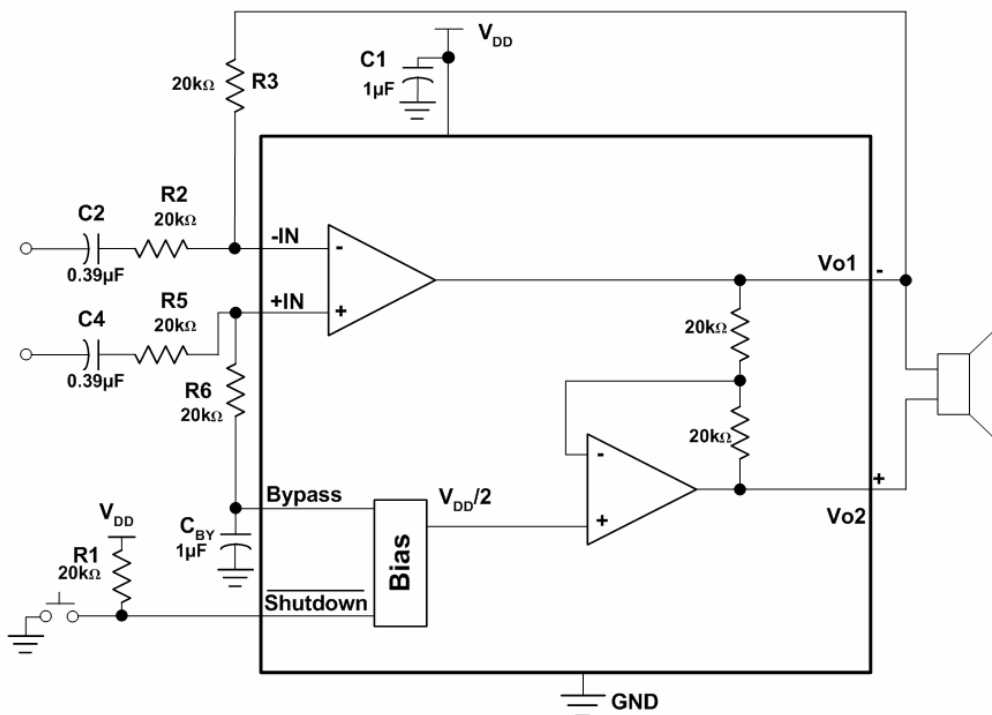 V_DD
C1
1µF
20kΩ
R3
R2
20kΩ
C2
0.39µF
-IN
-
Vo1
-
+IN
+
R5
20kΩ
C4
0.39µF
20kΩ
R6
20kΩ
20kΩ
-
+
+
Vo2
Bypass
V_DD/2
C_BY
1µF
V_DD
R1
20kΩ
Bias
Shutdown
GND